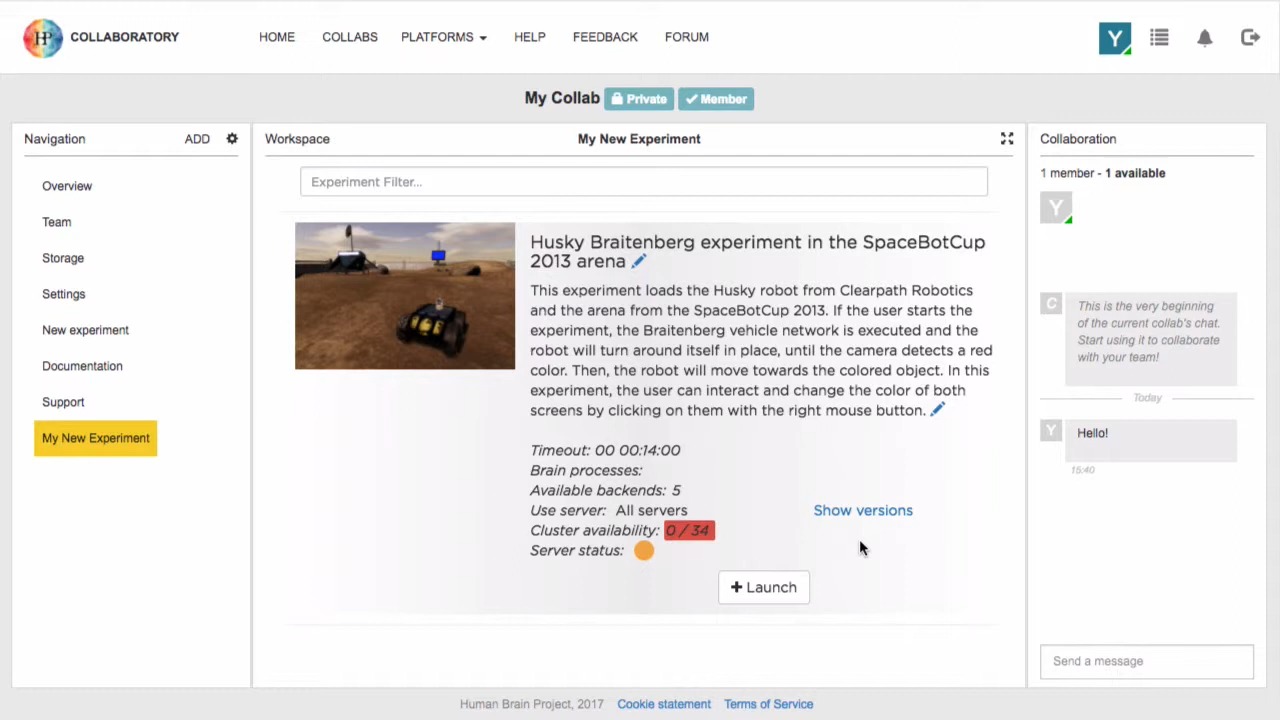 HP COLLABORATORY HOME COLLABS PLATFORMS HELP FEEDBACK FORUM Y
My Collab Private Member
Navigation ADD
Overview
Team
Storage
Settings
New experiment
Documentation
Support
My New Experiment
Workspace My New Experiment
Experiment Filter...
Husky Braitenberg experiment in the SpaceBotCup
2013 arena
This experiment loads the Husky robot from Clearpath Robotics
and the arena from the SpaceBotCup 2013. If the user starts the
experiment, the Braitenberg vehicle network is executed and the
robot will turn around itself in place, until the camera detects a red
color. Then, the robot will move towards the colored object. In this
experiment, the user can interact and change the color of both
screens by clicking on them with the right mouse button.
Timeout: 00 00:14:00
Brain processes:
Available backends: 5
Use server: All servers
Show versions
Cluster availability: 0 / 34
Server status:
Launch
Collaboration
1 member - 1 available
Y
C
This is the very beginning
of the current collab's chat.
Start using it to collaborate
with your team!
Today
Y Hello!
15:40
Send a message
Human Brain Project, 2017 Cookie statement Terms of Service